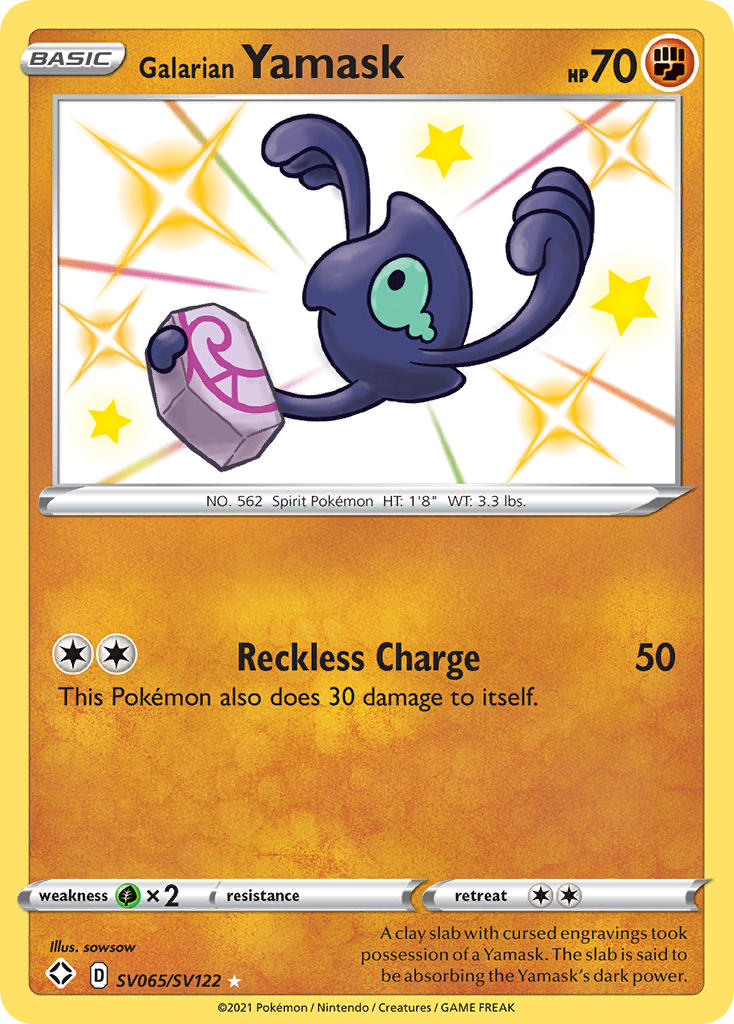 BASIC
Galarian Yamask
HP 70
NO. 562 Spirit Pokémon HT: 1'8" WT: 3.3 lbs.
Reckless Charge 50
This Pokémon also does 30 damage to itself.
weakness ×2 resistance retreat
Illus. sowsow
A clay slab with cursed engravings took
possession of a Yamask. The slab is said to
be absorbing the Yamask's dark power.
D SV065/SV122
©2021 Pokémon / Nintendo / Creatures / GAME FREAK